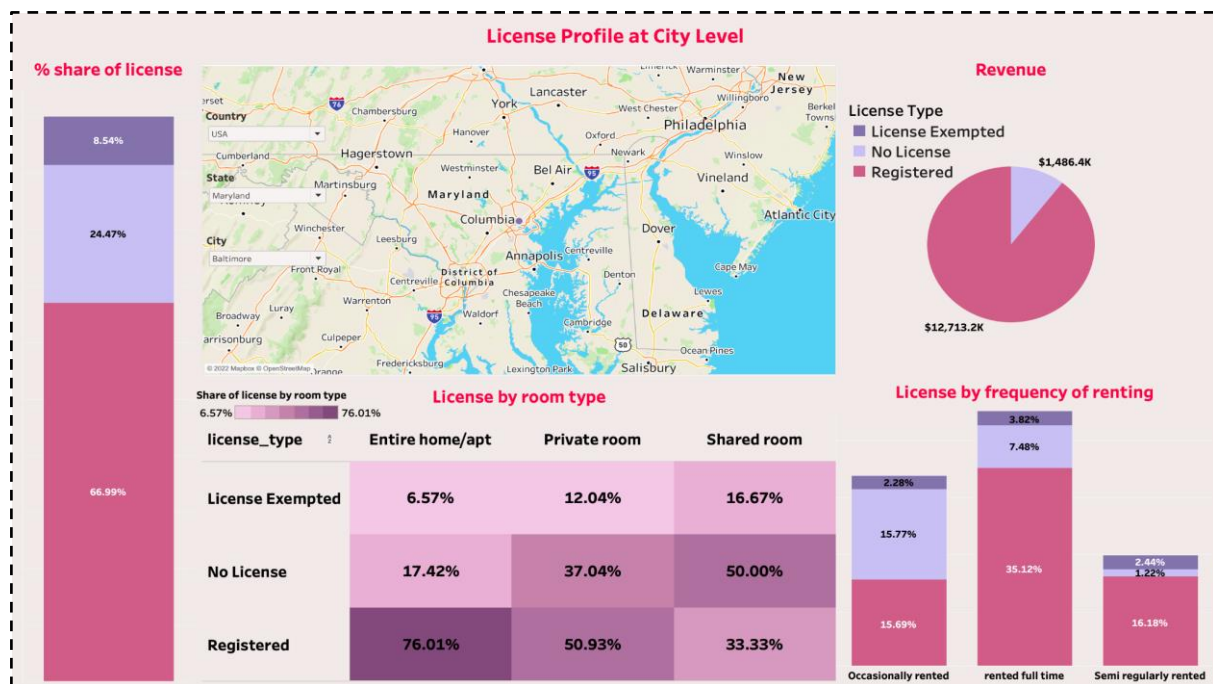 License Profile at City Level
% share of license
8.54%
24.47%
66.99%
Country
USA
State
Maryland
City
Baltimore
Lancaster
Warminster
New
Jersey
York
Willingboro
Chambersburg
West Chester
Philadelphia
Hanover
Oxford
Hagerstown
Newark
Winslow
Cumberland
Westminster
Bel Air
Vineland
Martinsburg
Maryland
Columbia
Atlantic City
Winchester
Leesburg
Dover
Annapolis
Centreville
Front Royal
Centreville
District of
Columbia
Denton
Cape May
Warrenton
Chesapeake
Beach
Lewes
Luray
Broadway
Waldorf
Delaware
Culpeper
Cambridge
Fredericksburg
Ocean Pines
Lexington Park
Salisbury
76
95
95
50
© 2022 Mapbox © OpenStreetMap
Revenue
License Type
License Exempted
No License
Registered
$1,486.4K
$12,713.2K
Share of license by room type
6.57% 76.01%
License by room type
license_type Entire home/apt Private room Shared room
License Exempted 6.57% 12.04% 16.67%
No License 17.42% 37.04% 50.00%
Registered 76.01% 50.93% 33.33%
License by frequency of renting
2.28%
15.77%
15.69%
3.82%
7.48%
35.12%
2.44%
1.22%
16.18%
Occasionally rented rented full time Semi regularly rented